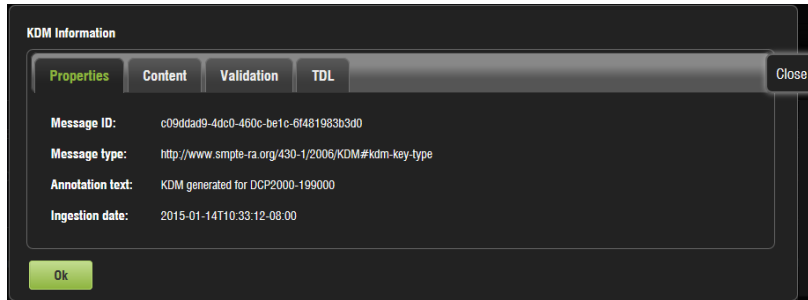 KDM Information
Properties Content Validation TDL
Close
Message ID: c09ddad9-4dc0-460c-be1c-6f481983b3d0
Message type: http://www.smpte-ra.org/430-1/2006/KDM#kdm-key-type
Annotation text: KDM generated for DCP2000-199000
Ingestion date: 2015-01-14T10:33:12-08:00
Ok